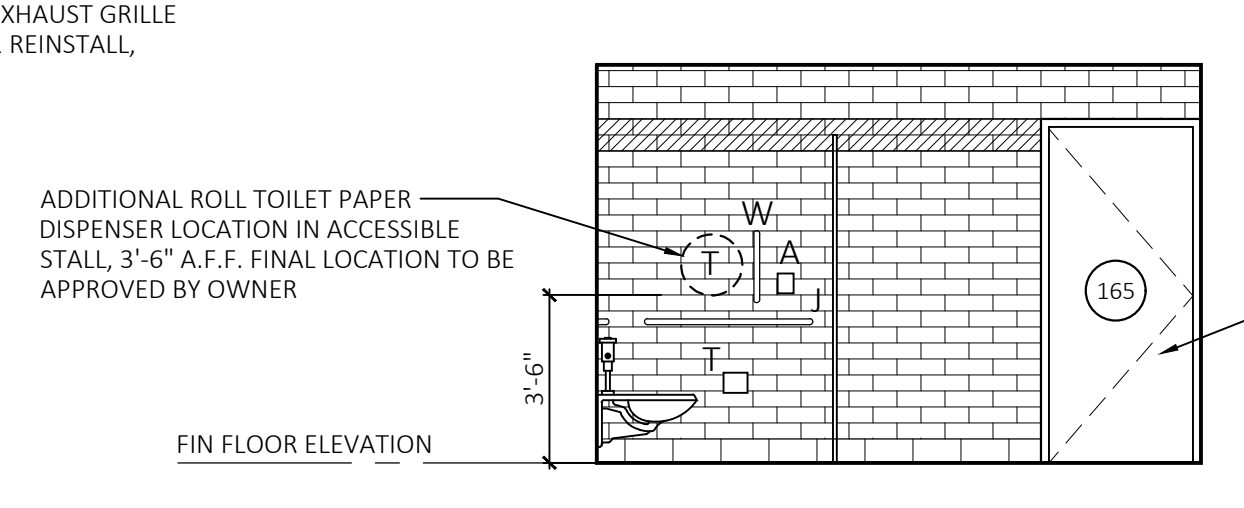 XHAUST GRILLE
REINSTALL,
ADDITIONAL ROLL TOILET PAPER
DISPENSER LOCATION IN ACCESSIBLE
STALL, 3'-6" A.F.F. FINAL LOCATION TO BE
APPROVED BY OWNER
W
T
A
J
165
T
3'-6"
FIN FLOOR ELEVATION